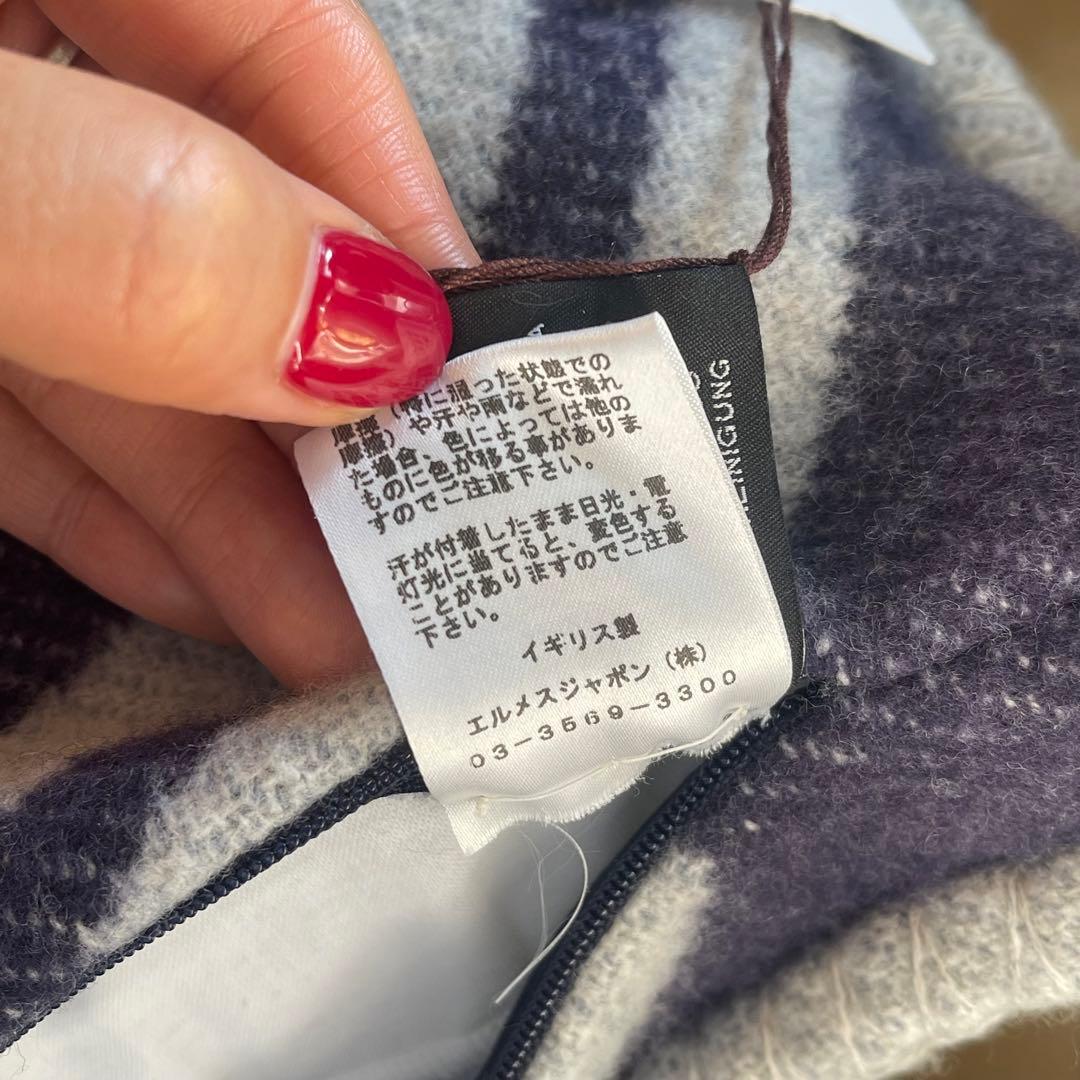 摩擦(特に湿った状態での
摩擦)や汗や雨などで濡れ
た場合、色によっては他の
ものに色が移る事がありま
すのでご注意下さい。
汗が付着したまま日光・電
灯光に当てると、変色する
ことがありますのでご注意
下さい。
イギリス製
エルメスジャポン(株)
03-3569-3300
A
EINIGUNG